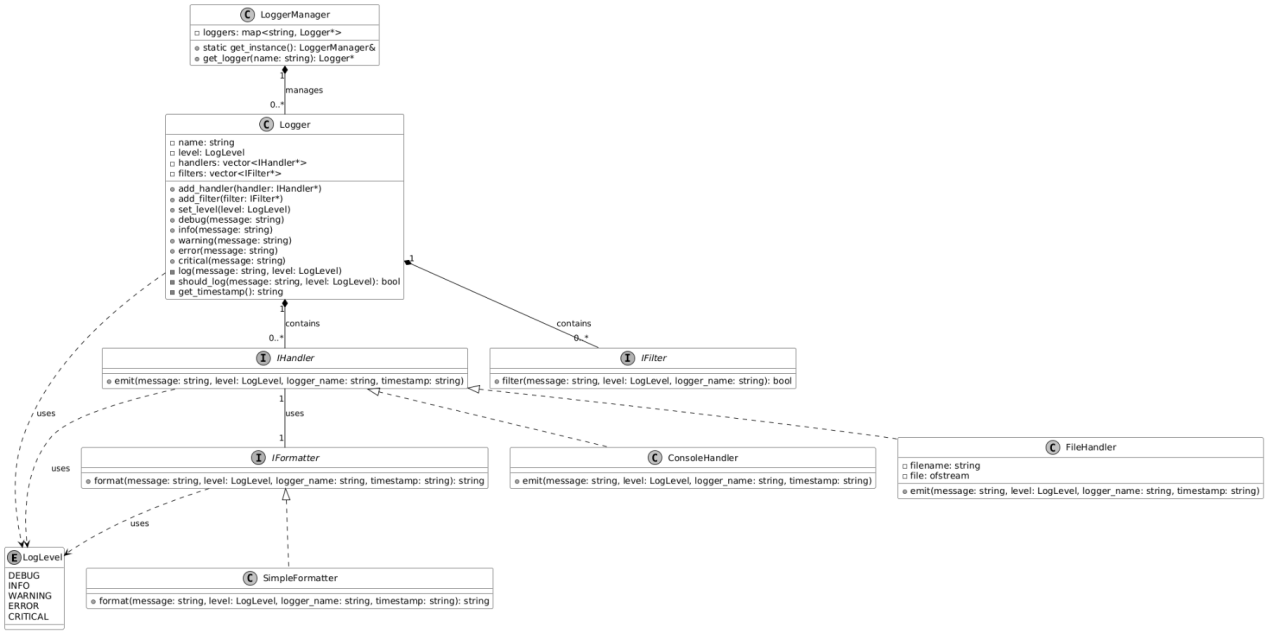 C LoggerManager
loggers: map<string, Logger*>
static get_instance(): LoggerManager&
get_logger(name: string): Logger*
1
manages
0..*
C Logger
name: string
level: LogLevel
handlers: vector<IHandler*>
filters: vector<IFilter*>
add_handler(handler: IHandler*)
add_filter(filter: IFilter*)
set_level(level: LogLevel)
debug(message: string)
info(message: string)
warning(message: string)
error(message: string)
critical(message: string)
log(message: string, level: LogLevel)
should_log(message: string, level: LogLevel): bool
get_timestamp(): string
1
1
contains
contains
0..*
0..*
I IHandler
emit(message: string, level: LogLevel, logger_name: string, timestamp: string)
I IFilter
filter(message: string, level: LogLevel, logger_name: string): bool
1
uses
uses
1
uses
I IFormatter
format(message: string, level: LogLevel, logger_name: string, timestamp: string): string
C ConsoleHandler
emit(message: string, level: LogLevel, logger_name: string, timestamp: string)
C FileHandler
filename: string
file: ofstream
emit(message: string, level: LogLevel, logger_name: string, timestamp: string)
uses
E LogLevel
DEBUG
INFO
WARNING
ERROR
CRITICAL
C SimpleFormatter
format(message: string, level: LogLevel, logger_name: string, timestamp: string): string